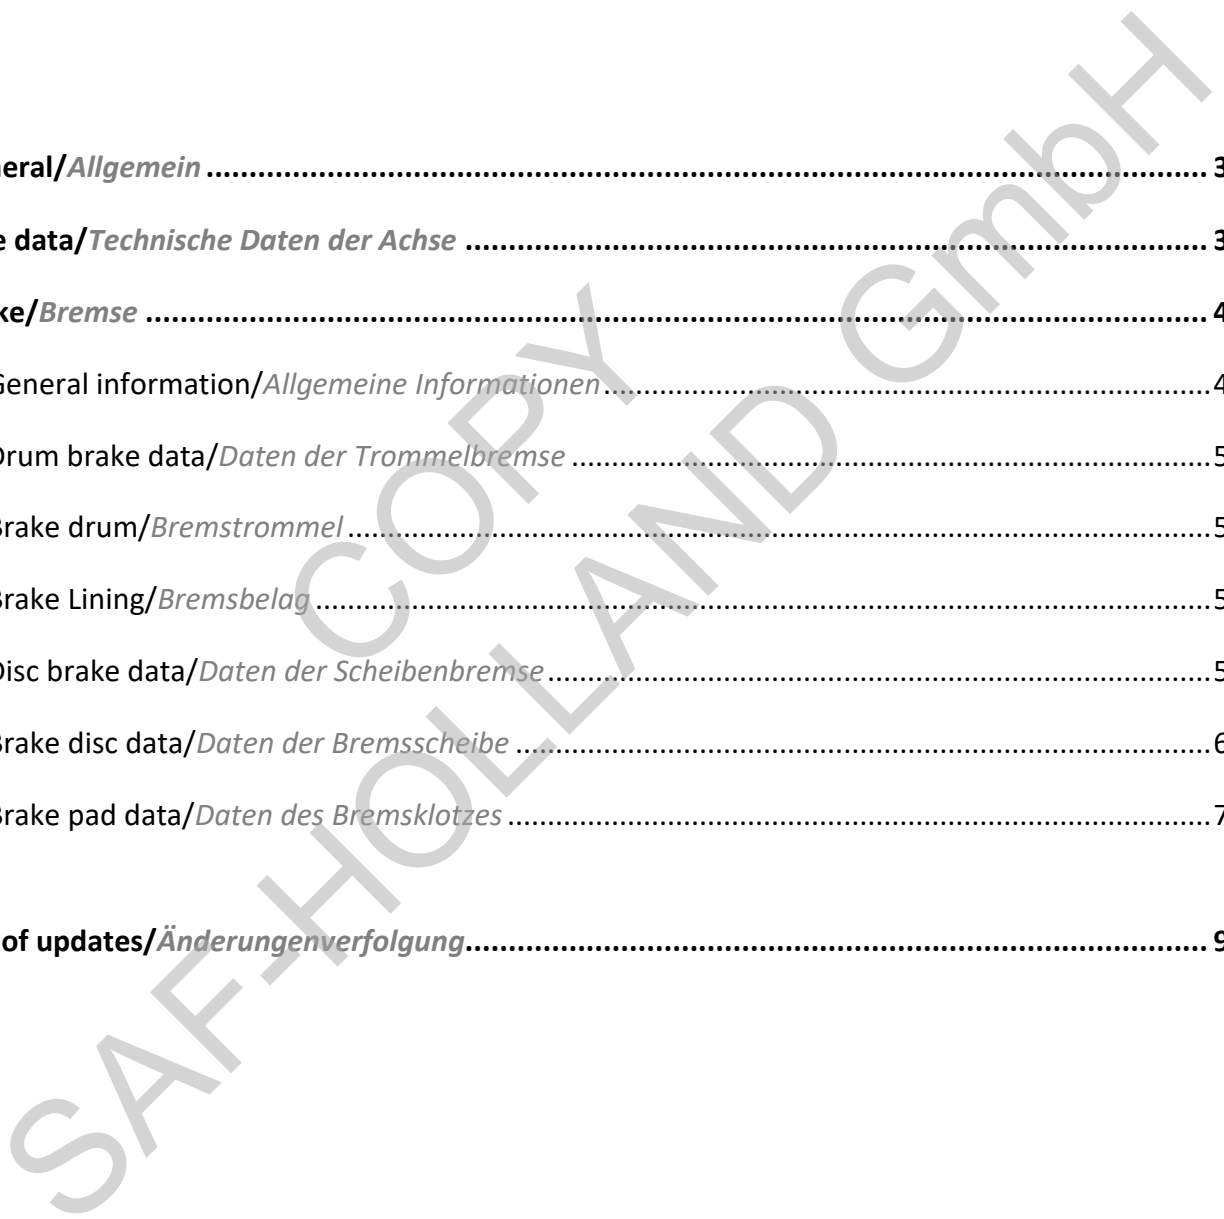 neral/Allgemein ........................................................................................................................ 3
e data/Technische Daten der Achse ......................................................................................... 3
ke/Bremse ................................................................................................................................ 4
General information/Allgemeine Informationen ......................................................................... 4
Drum brake data/Daten der Trommelbremse ............................................................................. 5
Brake drum/Bremstrommel ........................................................................................................ 5
Brake Lining/Bremsbelag ............................................................................................................ 5
Disc brake data/Daten der Scheibenbremse ................................................................................ 5
Brake disc data/Daten der Bremsscheibe .................................................................................... 6
Brake pad data/Daten des Bremsklotzes ..................................................................................... 7
of updates/Änderungenverfolgung ......................................................................................... 9
COPY
SAF-HOLLAND GmbH